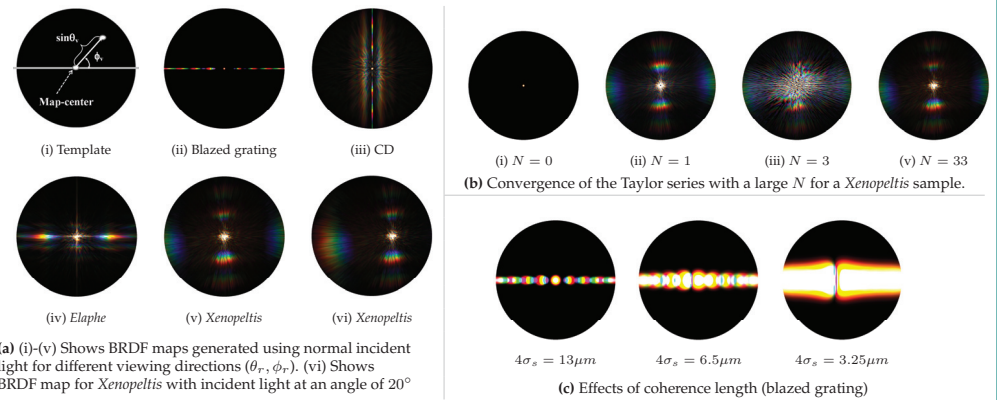 sinθv
ϕv
Map-center
(i) Template
(ii) Blazed grating
(iii) CD
(iv) Elaphe
(v) Xenopeltis
(vi) Xenopeltis
(a) (i)-(v) Shows BRDF maps generated using normal incident
light for different viewing directions (θr, ϕr). (vi) Shows
BRDF map for Xenopeltis with incident light at an angle of 20°
(i) N = 0
(ii) N = 1
(iii) N = 3
(v) N = 33
(b) Convergence of the Taylor series with a large N for a Xenopeltis sample.
4σs = 13μm
4σs = 6.5μm
4σs = 3.25μm
(c) Effects of coherence length (blazed grating)